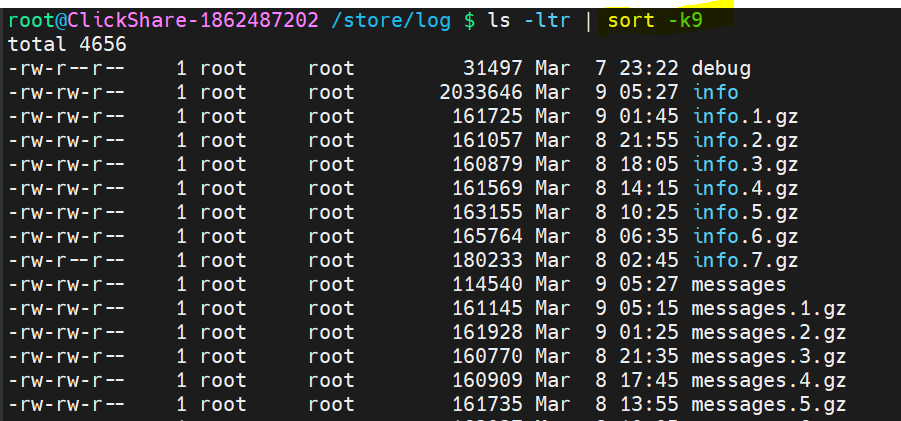 root@ClickShare-1862487202 /store/log $ ls -ltr | sort -k9
total 4656
-rw-r--r-- 1 root root 31497 Mar 7 23:22 debug
-rw-rw-r-- 1 root root 2033646 Mar 9 05:27 info
-rw-rw-r-- 1 root root 161725 Mar 9 01:45 info.1.gz
-rw-rw-r-- 1 root root 161057 Mar 8 21:55 info.2.gz
-rw-rw-r-- 1 root root 160879 Mar 8 18:05 info.3.gz
-rw-rw-r-- 1 root root 161569 Mar 8 14:15 info.4.gz
-rw-rw-r-- 1 root root 163155 Mar 8 10:25 info.5.gz
-rw-rw-r-- 1 root root 165764 Mar 8 06:35 info.6.gz
-rw-r--r-- 1 root root 180233 Mar 8 02:45 info.7.gz
-rw-rw-r-- 1 root root 114540 Mar 9 05:27 messages
-rw-rw-r-- 1 root root 161145 Mar 9 05:15 messages.1.gz
-rw-rw-r-- 1 root root 161928 Mar 9 01:25 messages.2.gz
-rw-rw-r-- 1 root root 160770 Mar 8 21:35 messages.3.gz
-rw-rw-r-- 1 root root 160909 Mar 8 17:45 messages.4.gz
-rw-rw-r-- 1 root root 161735 Mar 8 13:55 messages.5.gz